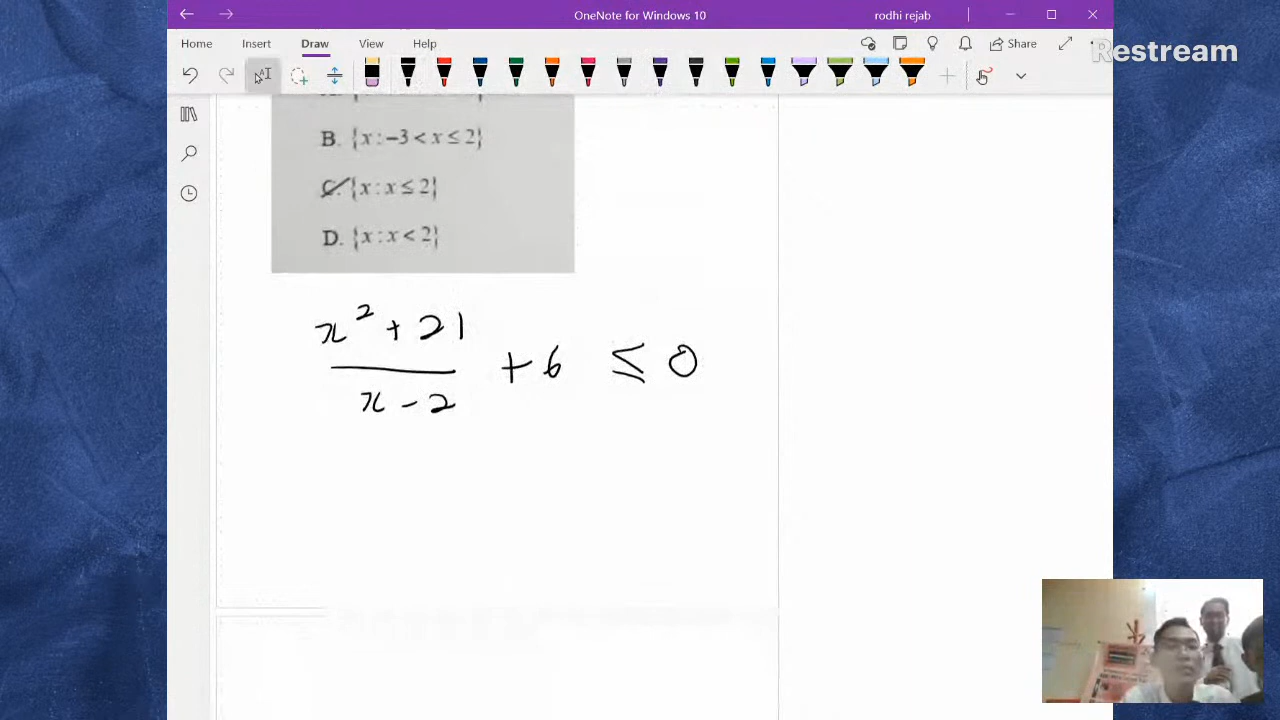 OneNote for Windows 10
rodhi rejab
Home Insert Draw View Help
Share
Restream
B. {x : −3 < x ≤ 2}
C. {x : x ≤ 2}
D. {x : x < 2}
x² + 21
x − 2
+ 6 ≤ 0